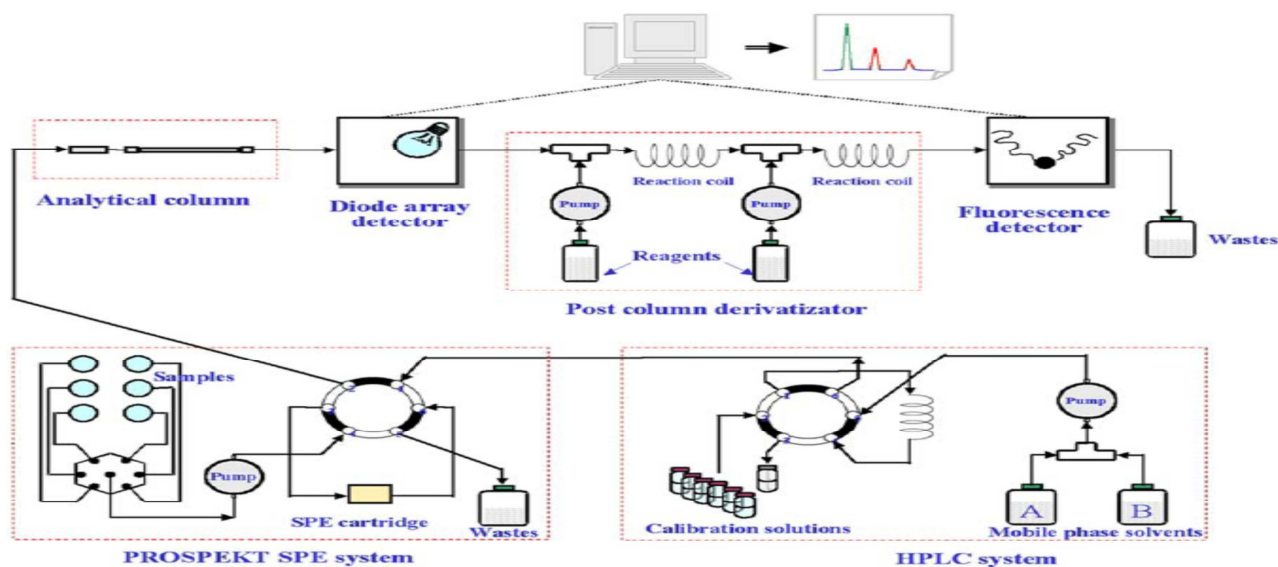 Analytical column
Diode array
detector
Pump
Reaction coil
Pump
Reaction coil
Reagents
Post column derivatizator
Fluorescence
detector
Wastes
Samples
Pump
SPE cartridge
Wastes
PROSPEKT SPE system
Calibration solutions
Pump
A
B
Mobile phase solvents
HPLC system